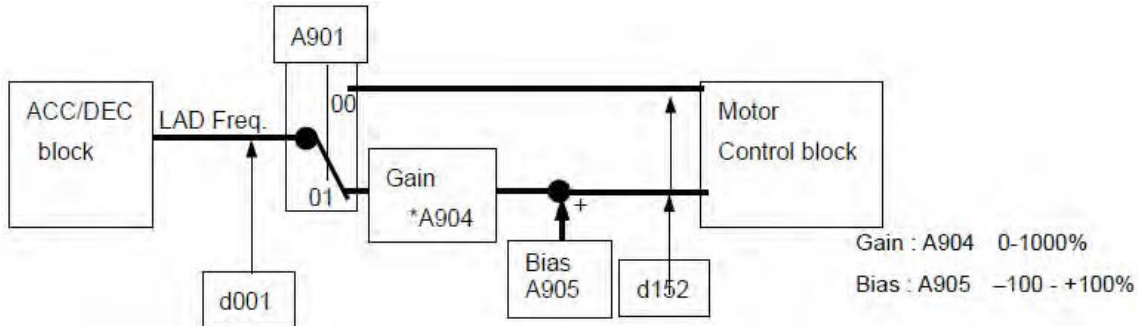 A901
ACC/DEC
block
LAD Freq.
00
01
Gain
*A904
+
Bias
A905
d001
d152
Motor
Control block
Gain : A904 0-1000%
Bias : A905 –100 - +100%